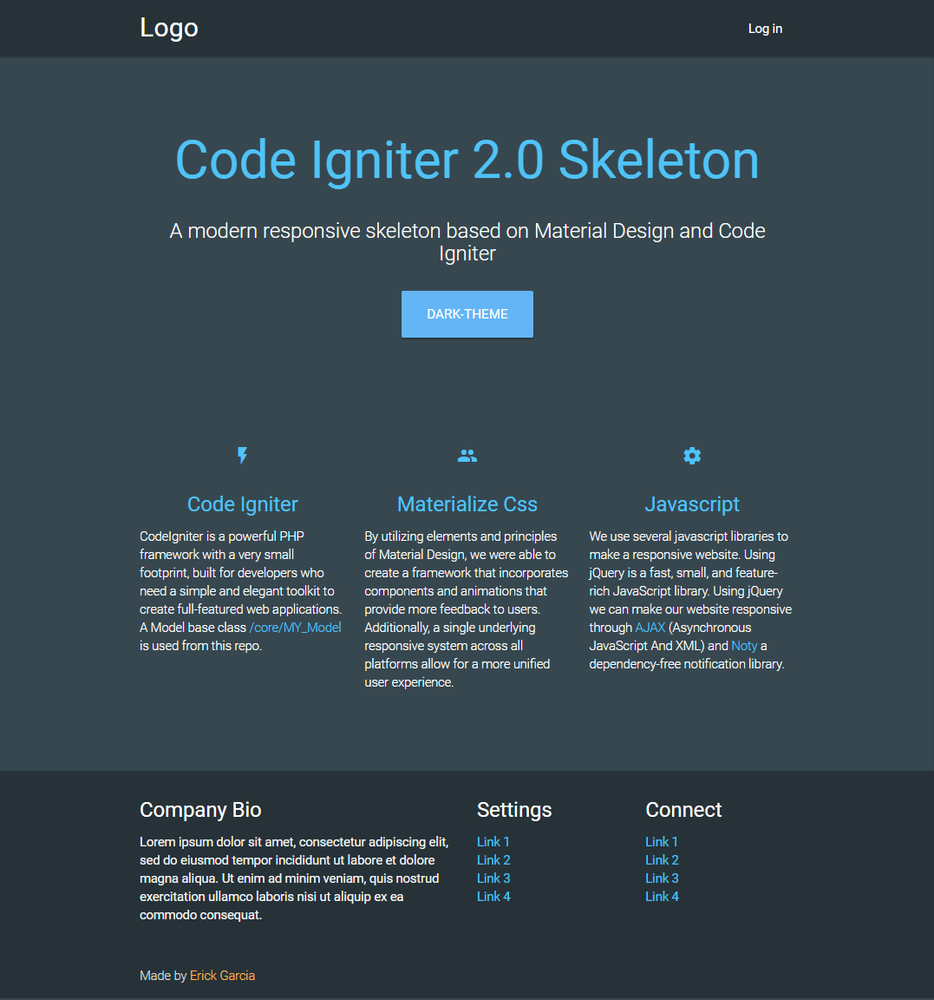 Logo
Log in
Code Igniter 2.0 Skeleton
A modern responsive skeleton based on Material Design and Code
Igniter
DARK-THEME
Code Igniter
CodeIgniter is a powerful PHP
framework with a very small
footprint, built for developers who
need a simple and elegant toolkit to
create full-featured web applications.
A Model base class /core/MY_Model
is used from this repo.
Materialize Css
By utilizing elements and principles
of Material Design, we were able to
create a framework that incorporates
components and animations that
provide more feedback to users.
Additionally, a single underlying
responsive system across all
platforms allow for a more unified
user experience.
Javascript
We use several javascript libraries to
make a responsive website. Using
jQuery is a fast, small, and feature-
rich JavaScript library. Using jQuery
we can make our website responsive
through AJAX (Asynchronous
JavaScript And XML) and Noty a
dependency-free notification library.
Company Bio
Lorem ipsum dolor sit amet, consectetur adipiscing elit,
sed do eiusmod tempor incididunt ut labore et dolore
magna aliqua. Ut enim ad minim veniam, quis nostrud
exercitation ullamco laboris nisi ut aliquip ex ea
commodo consequat.
Settings
Link 1
Link 2
Link 3
Link 4
Connect
Link 1
Link 2
Link 3
Link 4
Made by Erick Garcia